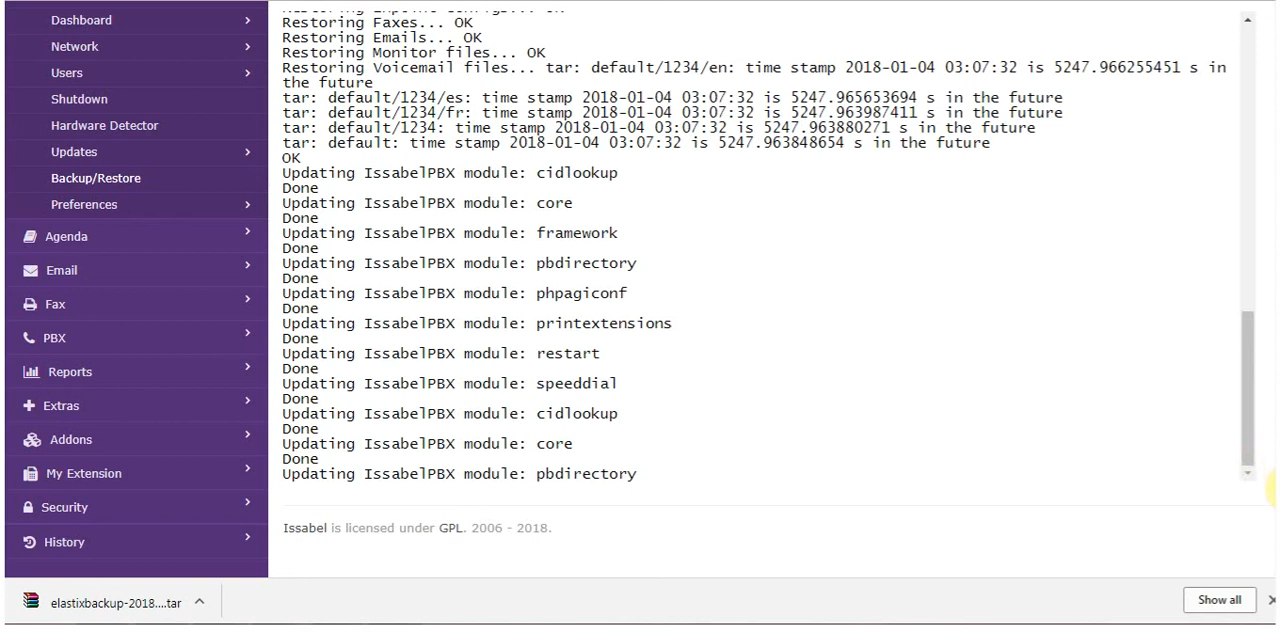 Dashboard
Network
Users
Shutdown
Hardware Detector
Updates
Backup/Restore
Preferences
Agenda
Email
Fax
PBX
Reports
Extras
Addons
My Extension
Security
History
Restoring Faxes... OK
Restoring Emails... OK
Restoring Monitor files... OK
Restoring Voicemail files... tar: default/1234/en: time stamp 2018-01-04 03:07:32 is 5247.966255451 s in
the future
tar: default/1234/es: time stamp 2018-01-04 03:07:32 is 5247.965653694 s in the future
tar: default/1234/fr: time stamp 2018-01-04 03:07:32 is 5247.963987411 s in the future
tar: default/1234: time stamp 2018-01-04 03:07:32 is 5247.963880271 s in the future
tar: default: time stamp 2018-01-04 03:07:32 is 5247.963848654 s in the future
OK
Updating IssabelPBX module: cidlookup
Done
Updating IssabelPBX module: core
Done
Updating IssabelPBX module: framework
Done
Updating IssabelPBX module: pbdirectory
Done
Updating IssabelPBX module: phpagiconf
Done
Updating IssabelPBX module: printextensions
Done
Updating IssabelPBX module: restart
Done
Updating IssabelPBX module: speeddial
Done
Updating IssabelPBX module: cidlookup
Done
Updating IssabelPBX module: core
Done
Updating IssabelPBX module: pbdirectory
Issabel is licensed under GPL. 2006 - 2018.
elastixbackup-2018....tar
Show all